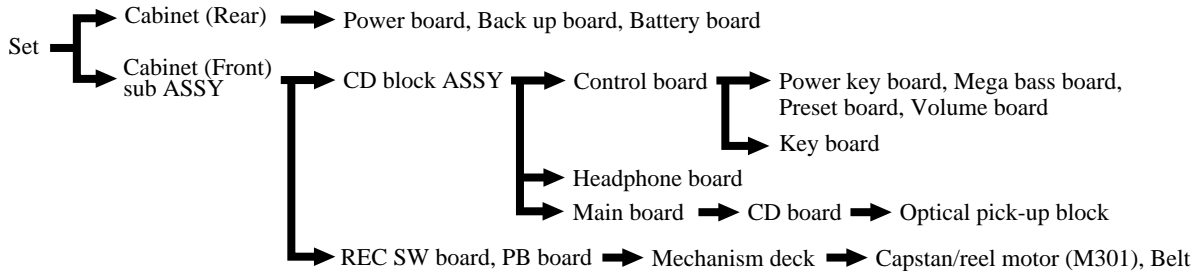 Cabinet (Rear)
Power board, Back up board, Battery board
Set
Cabinet (Front)
sub ASSY
CD block ASSY
Control board
Power key board, Mega bass board,
Preset board, Volume board
Key board
Headphone board
Main board
CD board
Optical pick-up block
REC SW board, PB board
Mechanism deck
Capstan/reel motor (M301), Belt